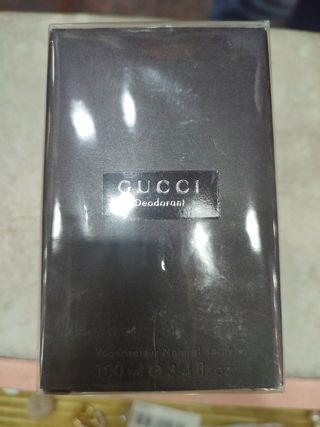 GUCCI
Deodorant
Vaporisateur Natural Spray
100 ml ℮ 3.4 fl. oz